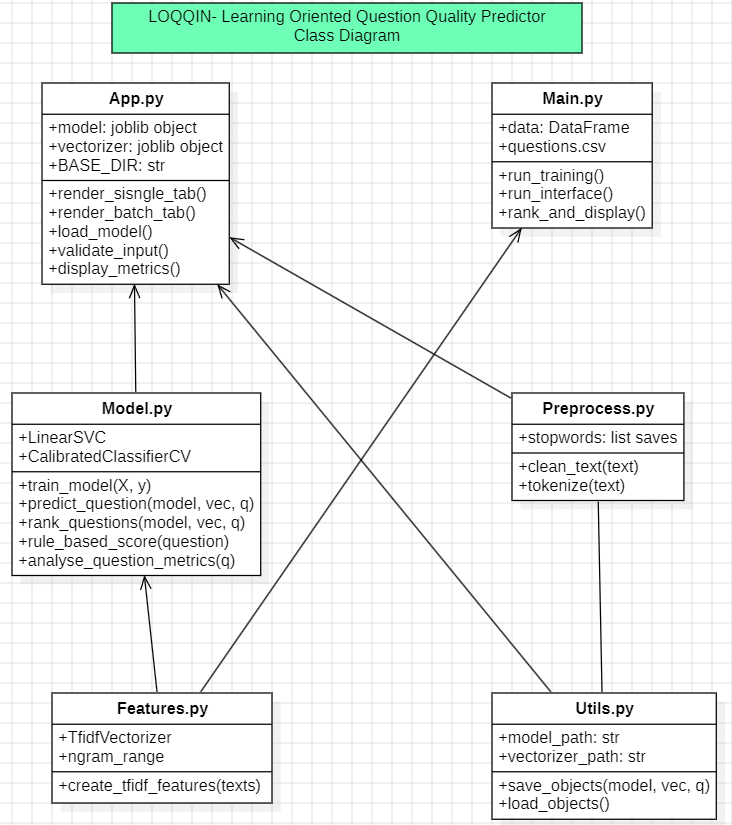 LOQQIN- Learning Oriented Question Quality Predictor
Class Diagram
App.py
+model: joblib object
+vectorizer: joblib object
+BASE_DIR: str
+render_sisngle_tab()
+render_batch_tab()
+load_model()
+validate_input()
+display_metrics()
Main.py
+data: DataFrame
+questions.csv
+run_training()
+run_interface()
+rank_and_display()
Model.py
+LinearSVC
+CalibratedClassifierCV
+train_model(X, y)
+predict_question(model, vec, q)
+rank_questions(model, vec, q)
+rule_based_score(question)
+analyse_question_metrics(q)
Preprocess.py
+stopwords: list saves
+clean_text(text)
+tokenize(text)
Features.py
+TfidfVectorizer
+ngram_range
+create_tfidf_features(texts)
Utils.py
+model_path: str
+vectorizer_path: str
+save_objects(model, vec, q)
+load_objects()